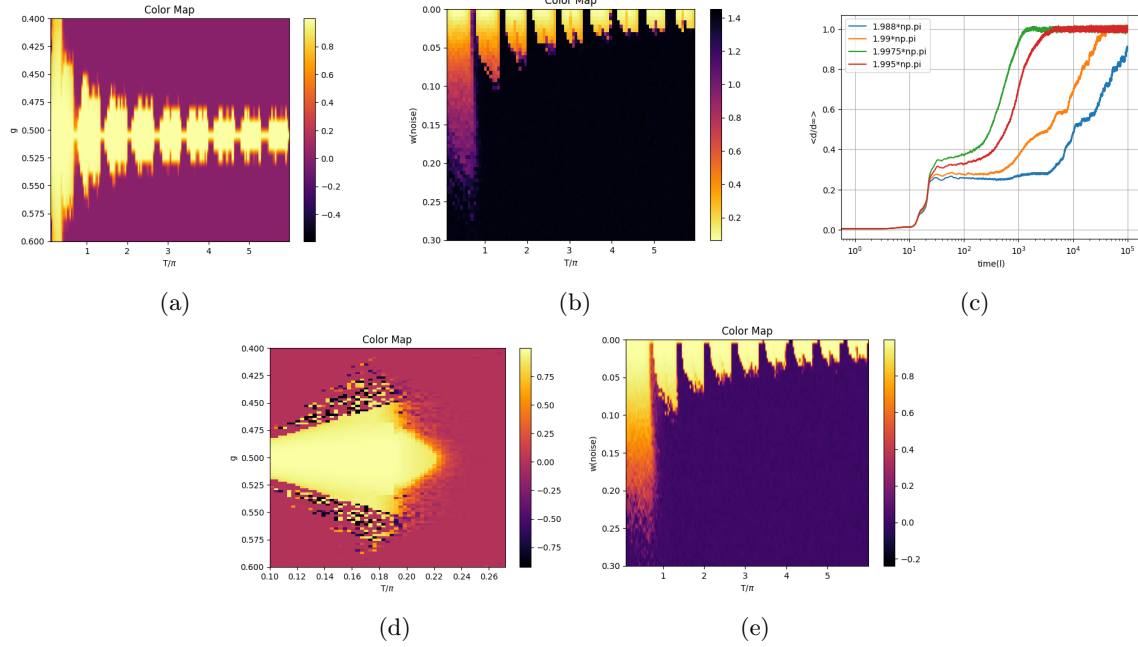 Color Map
0.400
0.425
0.450
0.475
0.500
0.525
0.550
0.575
0.600
g
1 2 3 4 5
T/π
0.8
0.6
0.4
0.2
0.0
−0.2
−0.4
(a)
Color Map
0.00
0.05
0.10
0.15
0.20
0.25
0.30
w(noise)
1 2 3 4 5
T/π
1.4
1.2
1.0
0.8
0.6
0.4
0.2
(b)
1.988*np.pi
1.99*np.pi
1.9975*np.pi
1.995*np.pi
1.0
0.8
0.6
0.4
0.2
0.0
<d/d∞>
10⁰ 10¹ 10² 10³ 10⁴ 10⁵
time(l)
(c)
Color Map
0.400
0.425
0.450
0.475
0.500
0.525
0.550
0.575
0.600
g
0.10 0.12 0.14 0.16 0.18 0.20 0.22 0.24 0.26
T/π
0.75
0.50
0.25
0.00
−0.25
−0.50
−0.75
(d)
Color Map
0.00
0.05
0.10
0.15
0.20
0.25
0.30
w(noise)
1 2 3 4 5
T/π
0.8
0.6
0.4
0.2
0.0
−0.2
(e)